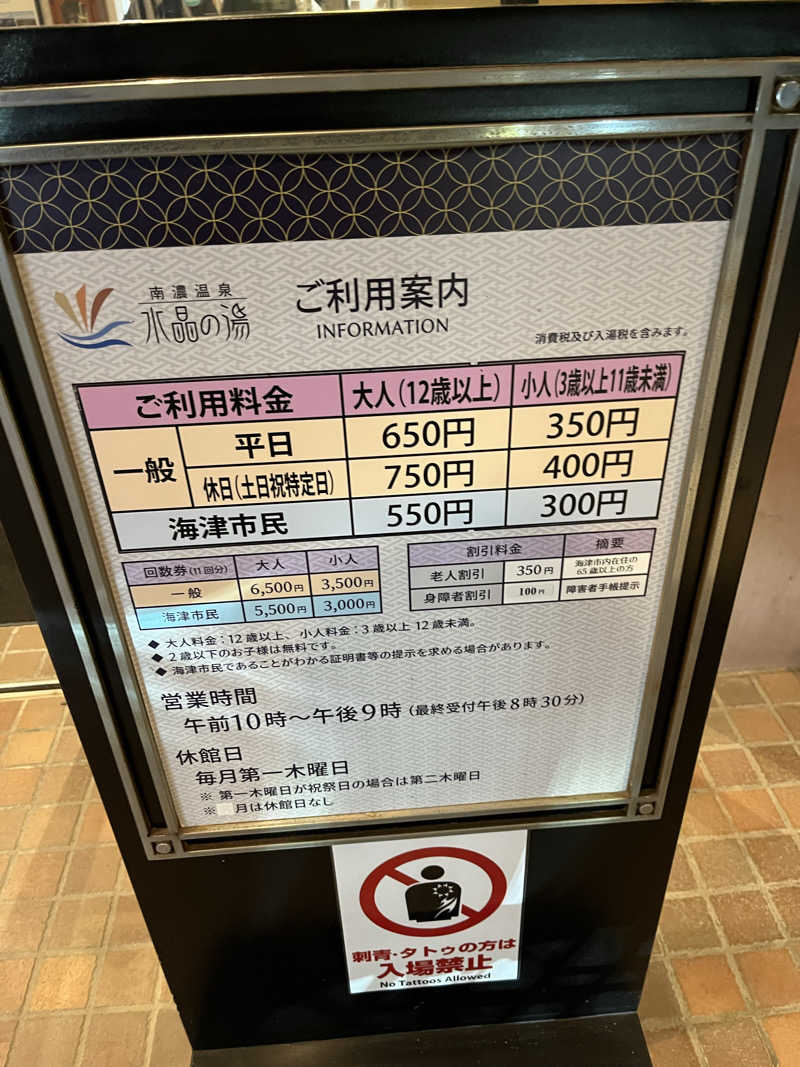 南濃温泉
水晶の湯
ご利用案内
INFORMATION
消費税及び入湯税を含みます。
ご利用料金 大人(12歳以上) 小人(3歳以上11歳未満)
一般 平日 650円 350円
休日(土日祝特定日) 750円 400円
海津市民 550円 300円
回数券(11回分) 大人 小人
一般 6,500円 3,500円
海津市民 5,500円 3,000円
割引料金 摘要
老人割引 350円 海津市内在住の
65歳以上の方
身障者割引 100円 障害者手帳提示
◆ 大人料金:12歳以上、小人料金:3歳以上12歳未満。
◆ 2歳以下のお子様は無料です。
◆ 海津市民であることがわかる証明書等の提示を求める場合があります。
営業時間
午前10時～午後9時(最終受付午後8時30分)
休館日
毎月第一木曜日
※ 第一木曜日が祝祭日の場合は第二木曜日
※ 月は休館日なし
刺青・タトゥの方は
入場禁止
No Tattoos Allowed